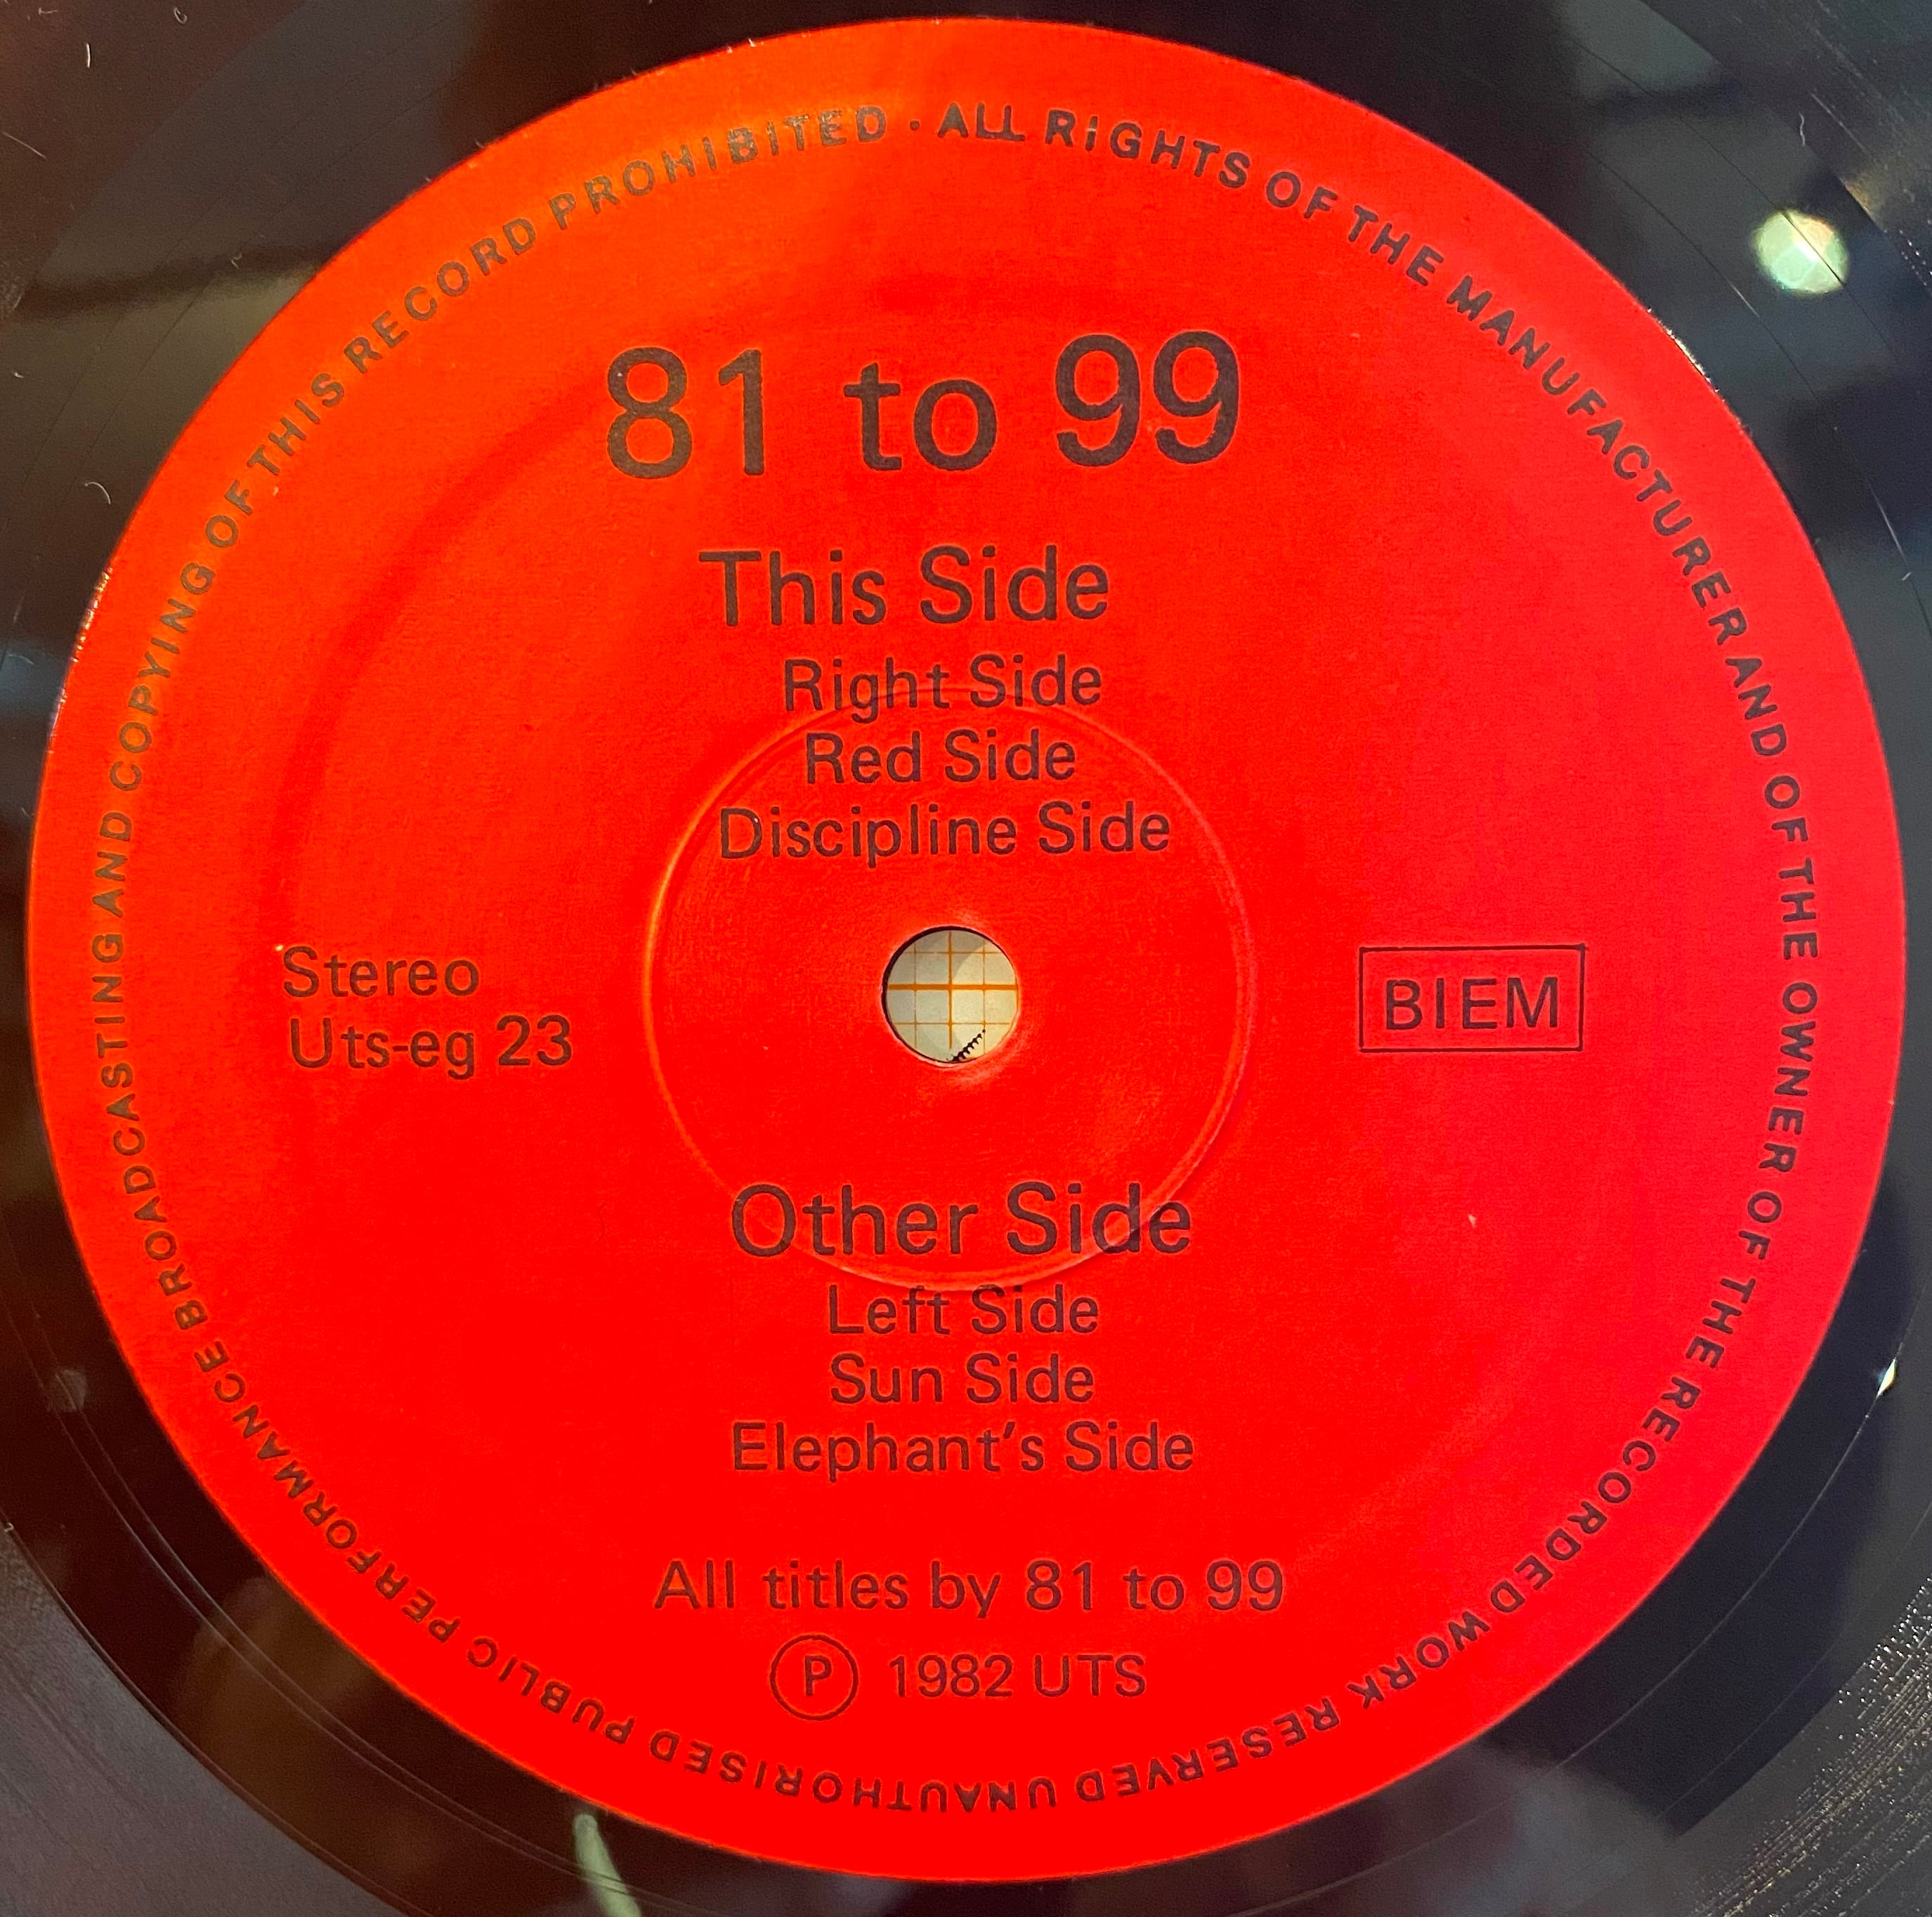 81 to 99
This Side
Right Side
Red Side
Discipline Side
Stereo
Uts-eg 23
BIEM
Other Side
Left Side
Sun Side
Elephant's Side
All titles by 81 to 99
Ⓟ 1982 UTS
ALL RIGHTS OF THE MANUFACTURER AND OF THE OWNER OF THE RECORDED WORK RESERVED UNAUTHORISED PUBLIC PERFORMANCE BROADCASTING AND COPYING OF THIS RECORD PROHIBITED ·